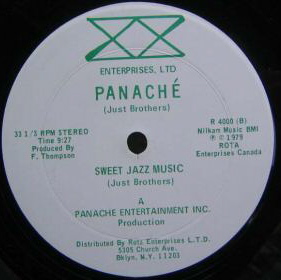 ENTERPRISES, LTD
PANACHÉ
(Just Brothers)
33 1/3 RPM STEREO
Time 9:27
Produced By
F. Thompson
R 4000 (B)
Nilkam Music BMI
℗ © 1979
ROTA
Enterprises Canada
SWEET JAZZ MUSIC
(Just Brothers)
A
PANACHE ENTERTAINMENT INC.
Production
Distributed By Rota Enterprises L.T.D.
5305 Church Ave.
Bklyn, N.Y. 11203